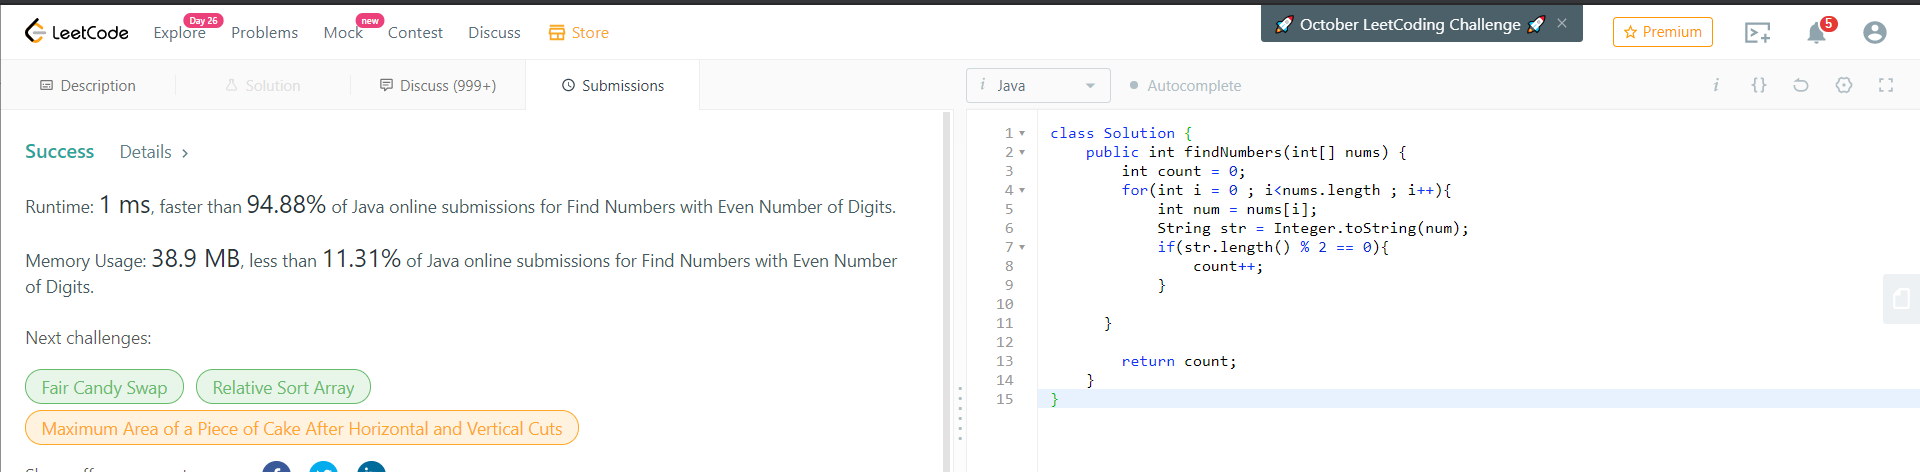 LeetCode Explore Day 26 Problems Mock new Contest Discuss Store 🚀 October LeetCoding Challenge 🚀 × Premium 5
Description Solution Discuss (999+) Submissions i Java Autocomplete i {}
Success Details >
Runtime: 1 ms, faster than 94.88% of Java online submissions for Find Numbers with Even Number of Digits.
Memory Usage: 38.9 MB, less than 11.31% of Java online submissions for Find Numbers with Even Number
of Digits.
Next challenges:
Fair Candy Swap Relative Sort Array
Maximum Area of a Piece of Cake After Horizontal and Vertical Cuts
1 class Solution {
2 public int findNumbers(int[] nums) {
3 int count = 0;
4 for(int i = 0 ; i<nums.length ; i++){
5 int num = nums[i];
6 String str = Integer.toString(num);
7 if(str.length() % 2 == 0){
8 count++;
9 }
10
11 }
12
13 return count;
14 }
15 }